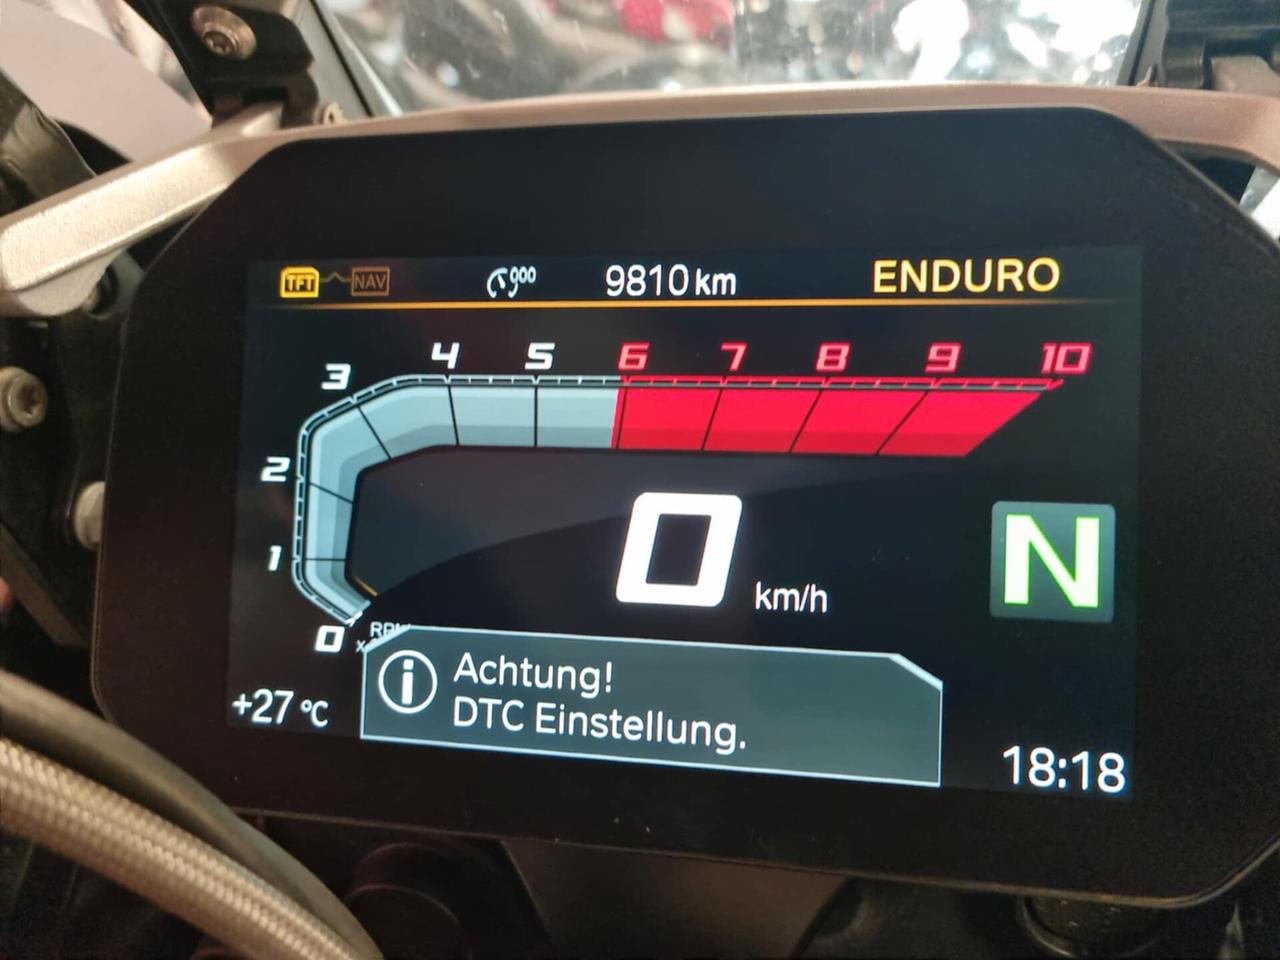 TFT NAV 900 9810 km ENDURO
0 1 2 3 4 5 6 7 8 9 10
0 km/h
N
Achtung!
DTC Einstellung.
+27 °C
18:18